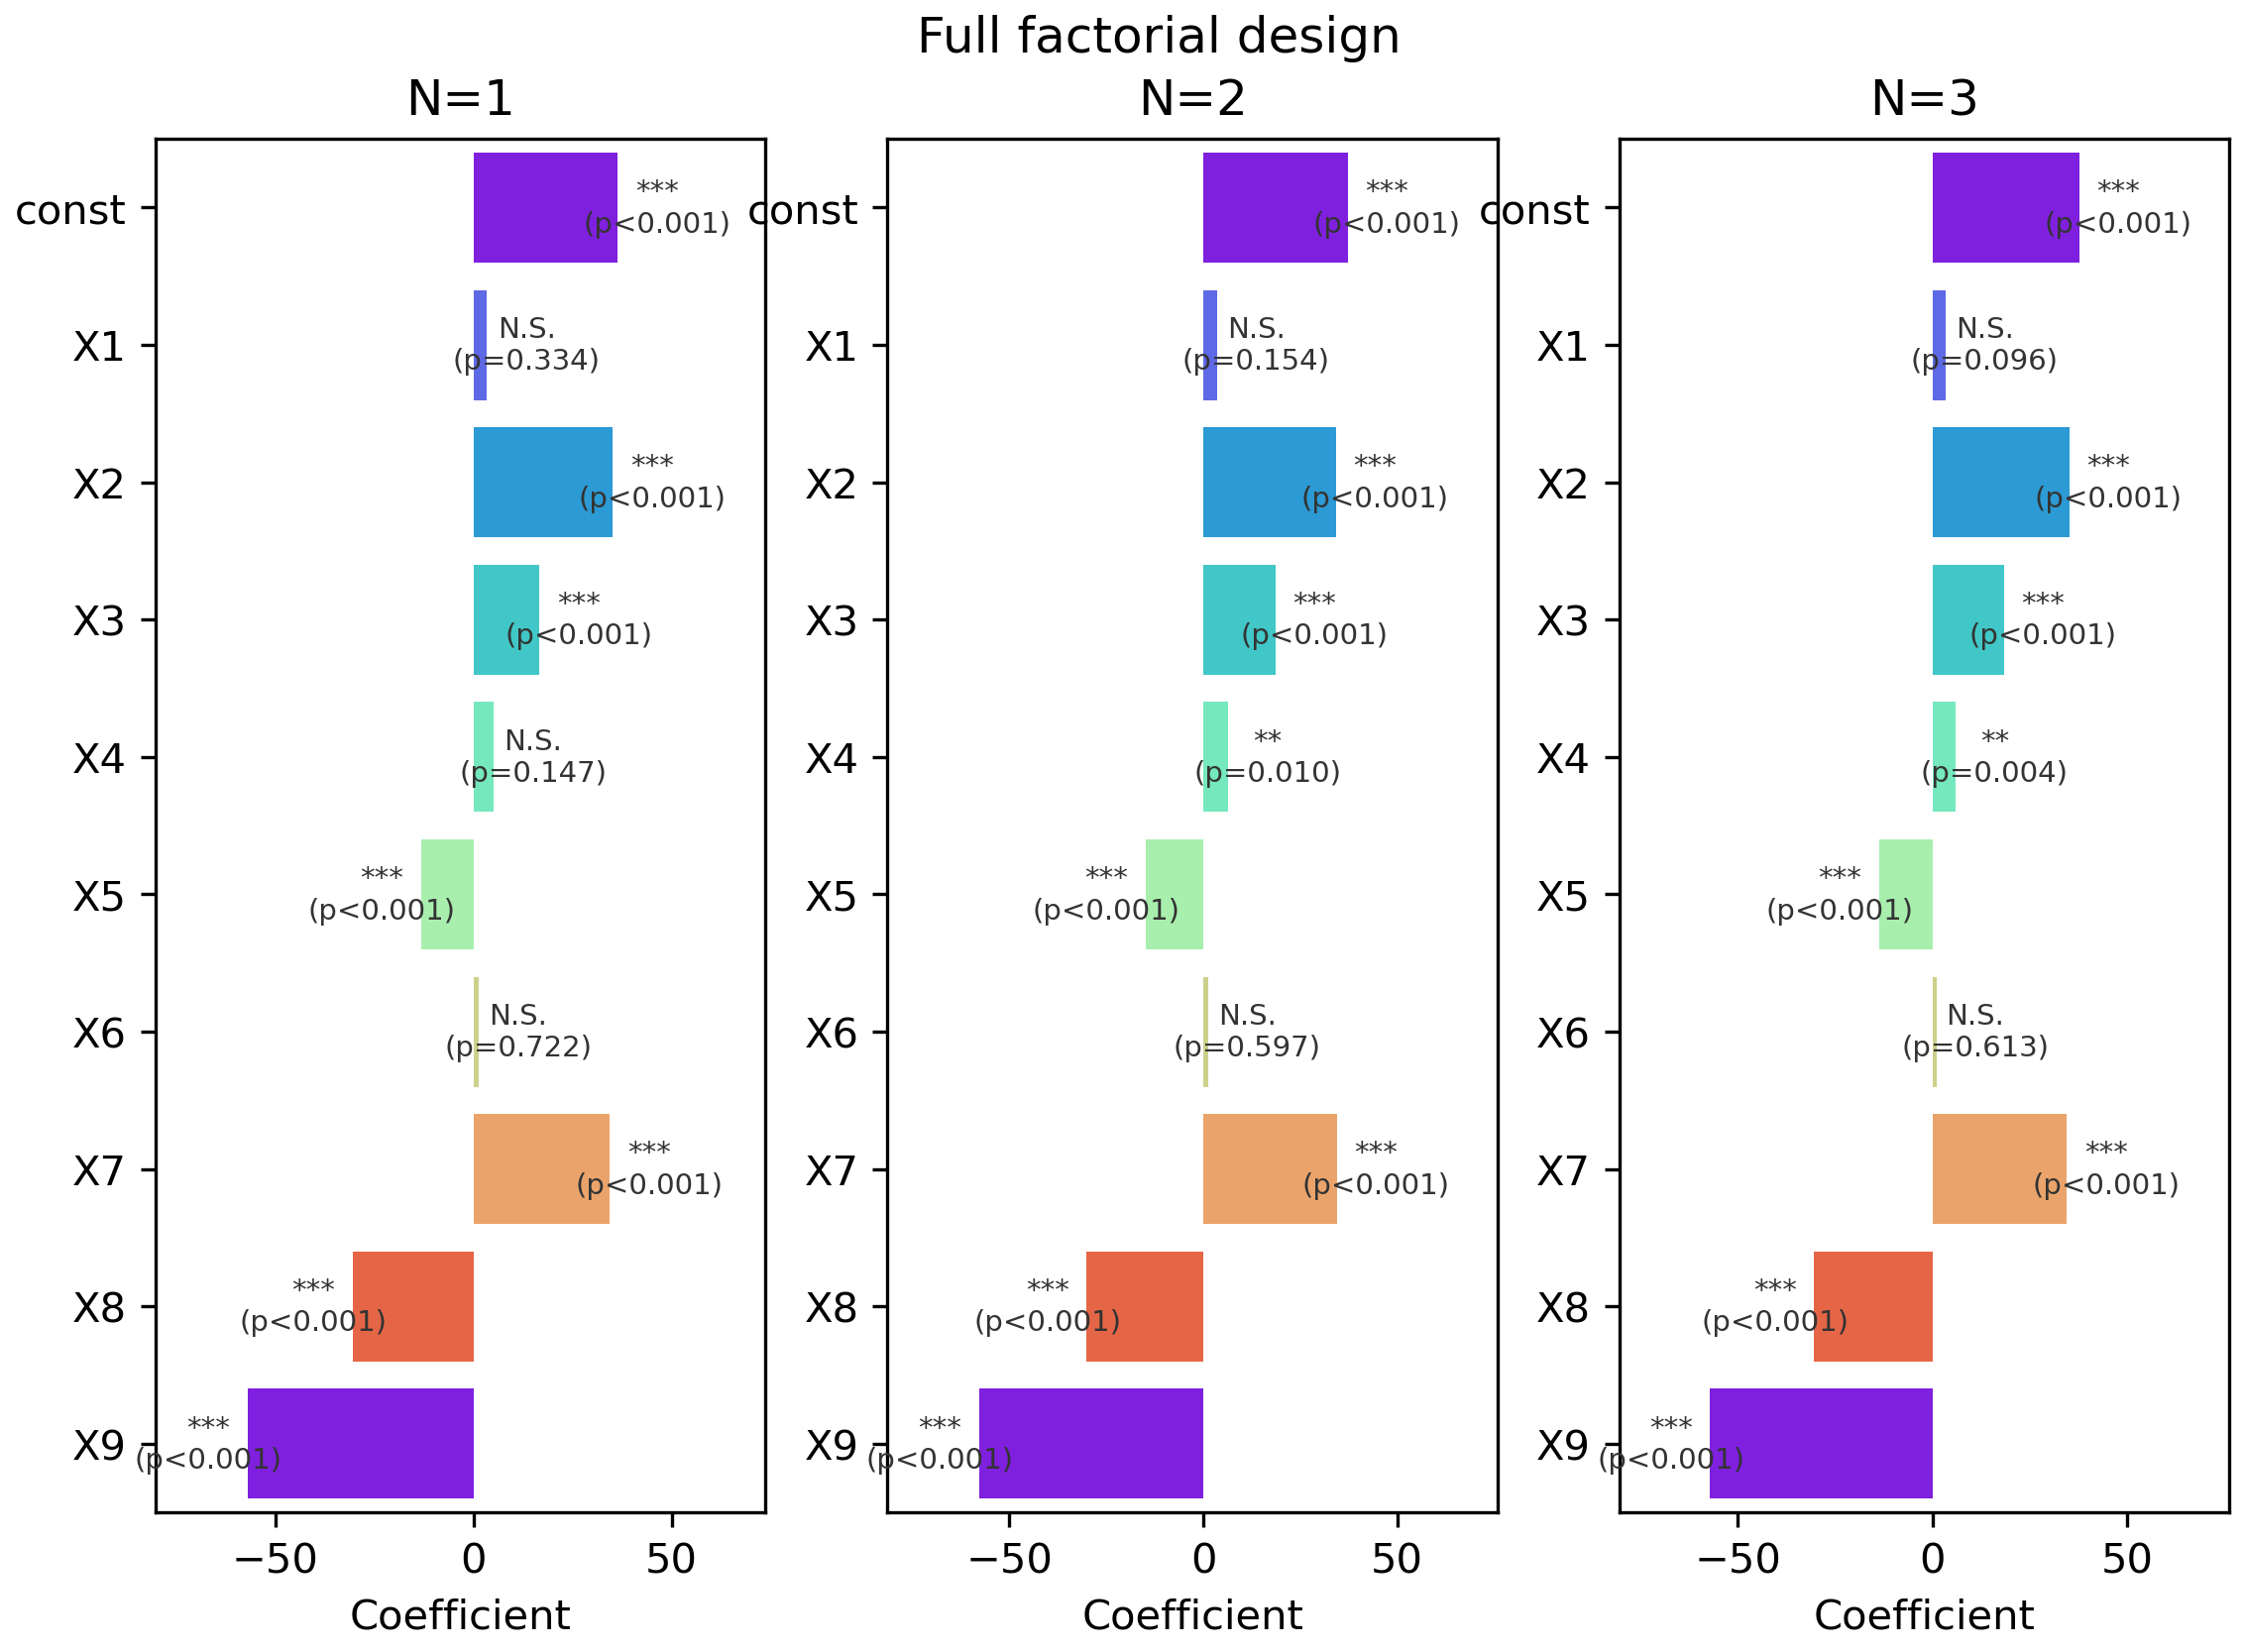 Full factorial design
N=1
const
***
(p<0.001)
X1
N.S.
(p=0.334)
X2
***
(p<0.001)
X3
***
(p<0.001)
X4
N.S.
(p=0.147)
X5
***
(p<0.001)
X6
N.S.
(p=0.722)
X7
***
(p<0.001)
X8
***
(p<0.001)
X9
***
(p<0.001)
−50 0 50
Coefficient
N=2
const
***
(p<0.001)
X1
N.S.
(p=0.154)
X2
***
(p<0.001)
X3
***
(p<0.001)
X4
**
(p=0.010)
X5
***
(p<0.001)
X6
N.S.
(p=0.597)
X7
***
(p<0.001)
X8
***
(p<0.001)
X9
***
(p<0.001)
−50 0 50
Coefficient
N=3
const
***
(p<0.001)
X1
N.S.
(p=0.096)
X2
***
(p<0.001)
X3
***
(p<0.001)
X4
**
(p=0.004)
X5
***
(p<0.001)
X6
N.S.
(p=0.613)
X7
***
(p<0.001)
X8
***
(p<0.001)
X9
***
(p<0.001)
−50 0 50
Coefficient